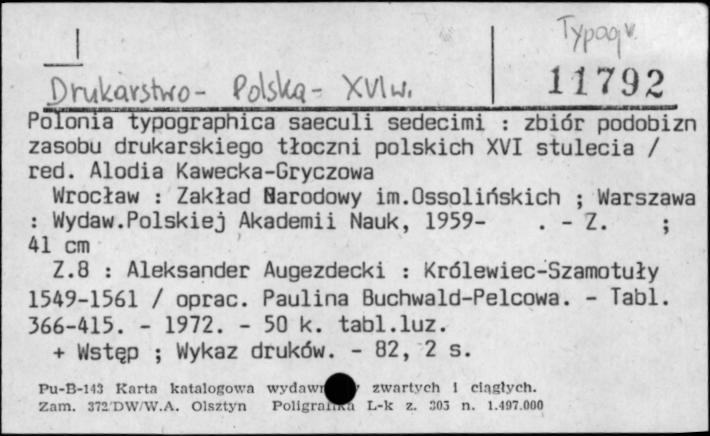 Typogr.
11792
Drukarstwo - Polska - XVI w.
Polonia typographica saeculi sedecimi : zbiór podobizn
zasobu drukarskiego tłoczni polskich XVI stulecia /
red. Alodia Kawecka-Gryczowa
Wrocław : Zakład Narodowy im.Ossolińskich ; Warszawa
: Wydaw.Polskiej Akademii Nauk, 1959- . - Z. ;
41 cm
Z.8 : Aleksander Augezdecki : Królewiec-Szamotuły
1549-1561 / oprac. Paulina Buchwald-Pelcowa. - Tabl.
366-415. - 1972. - 50 k. tabl.luz.
+ Wstęp ; Wykaz druków. - 82, 2 s.
Pu-B-143 Karta katalogowa zwartych i ciągłych.
Zam. 372/DW/W.A. Olsztyn Poligrafika L-k z. 303 n. 1.497.000